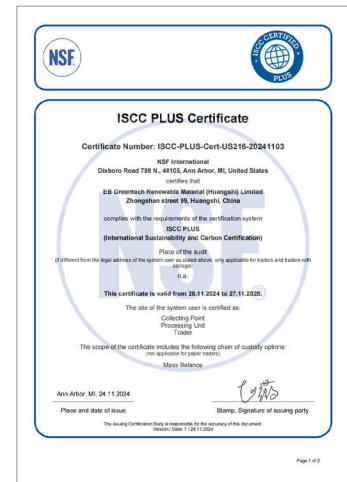 NSF
ISCC CERTIFIED
PLUS
ISCC PLUS Certificate
Certificate Number: ISCC-PLUS-Cert-US216-20241103
NSF International
Dixboro Road 789 N., 48105, Ann Arbor, MI, United States
certifies that
EB Greentech Renewable Material (Huangshi) Limited
Zhongshan street 99, Huangshi, China
complies with the requirements of the certification system
ISCC PLUS
(International Sustainability and Carbon Certification)
Place of the audit
(if different from the legal address of the system user as stated above, only applicable for traders and traders with
storage):
n.a.
This certificate is valid from 28.11.2024 to 27.11.2025.
The site of the system user is certified as:
Collecting Point
Processing Unit
Trader
The scope of the certificate includes the following chain of custody options:
(not applicable for paper traders)
Mass Balance
Ann Arbor, MI, 24.11.2024
Place and date of issue
Stamp, Signature of issuing party
The issuing Certification Body is responsible for the accuracy of this document.
Version / Date: 1 / 24.11.2024
Page 1 of 2